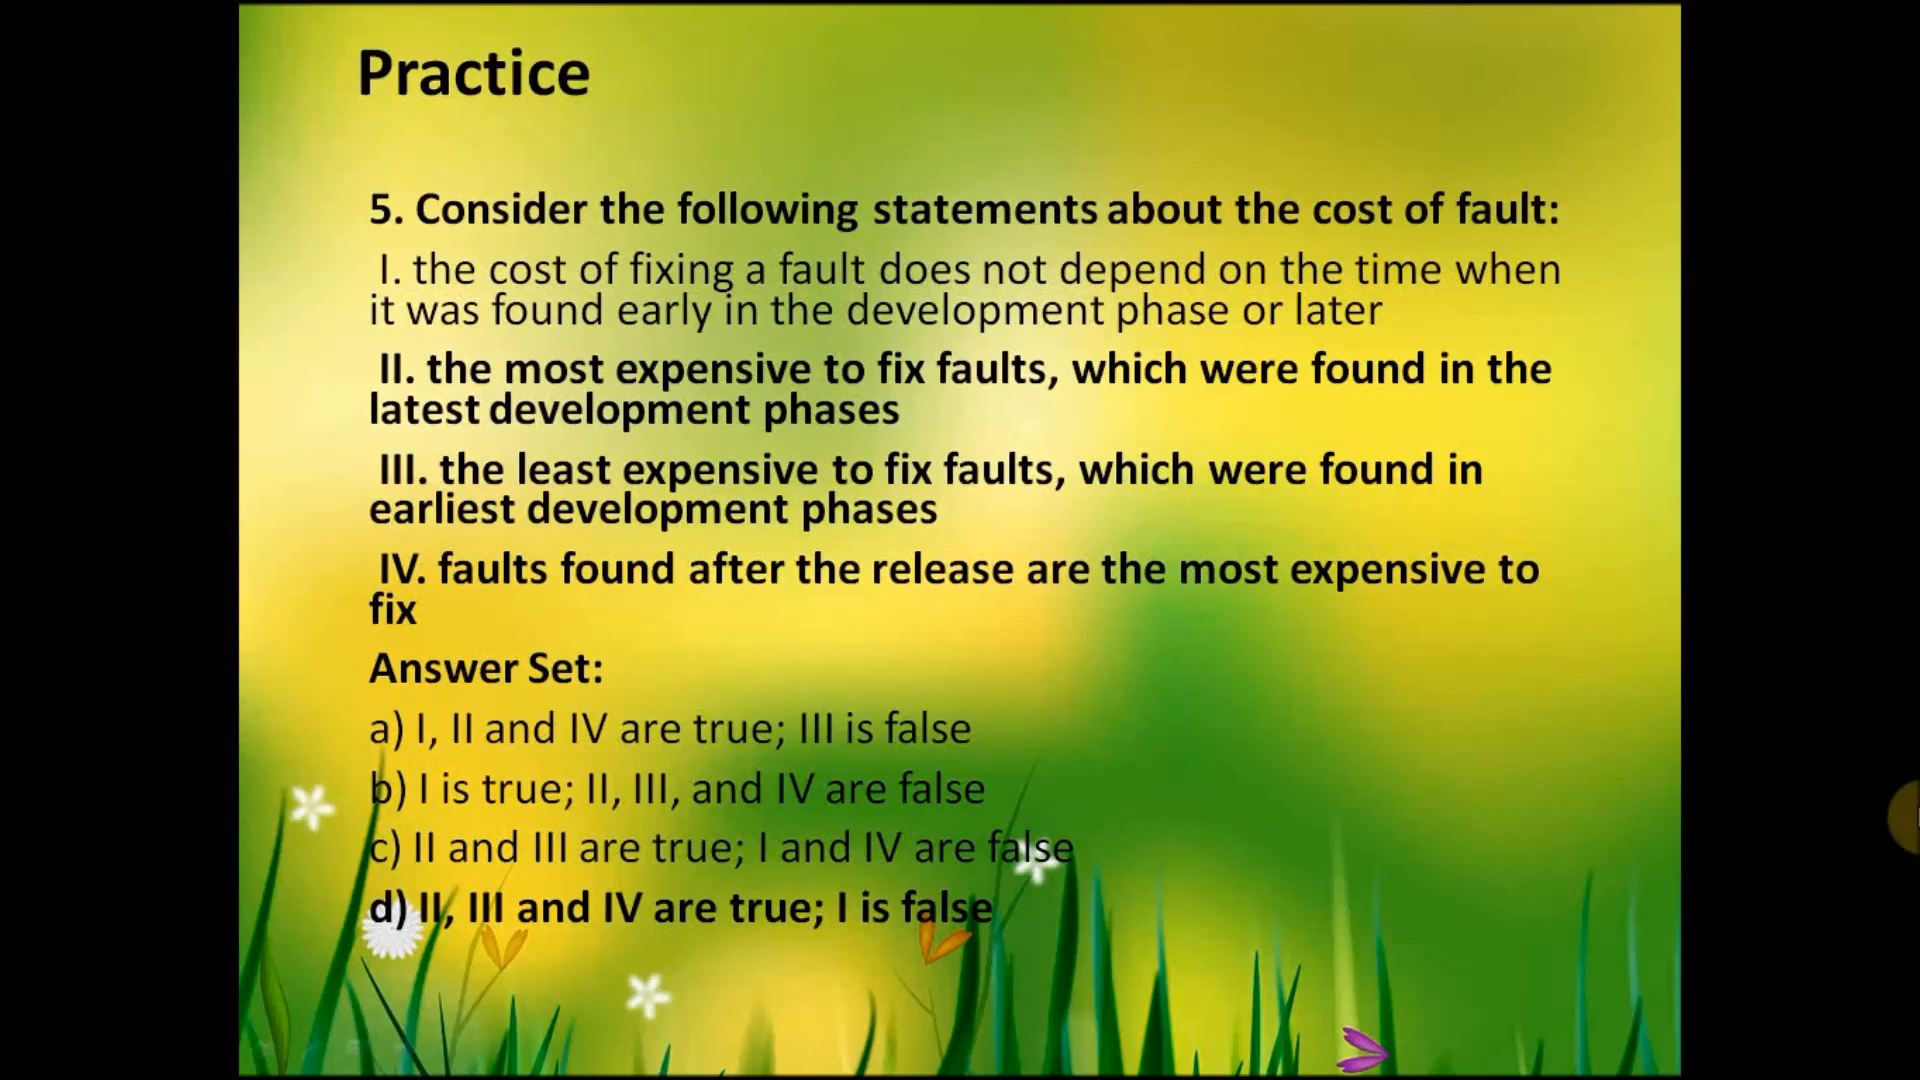 Practice
5. Consider the following statements about the cost of fault:
I. the cost of fixing a fault does not depend on the time when
it was found early in the development phase or later
II. the most expensive to fix faults, which were found in the
latest development phases
III. the least expensive to fix faults, which were found in
earliest development phases
IV. faults found after the release are the most expensive to
fix
Answer Set:
a) I, II and IV are true; III is false
b) I is true; II, III, and IV are false
c) II and III are true; I and IV are false
d) II, III and IV are true; I is false